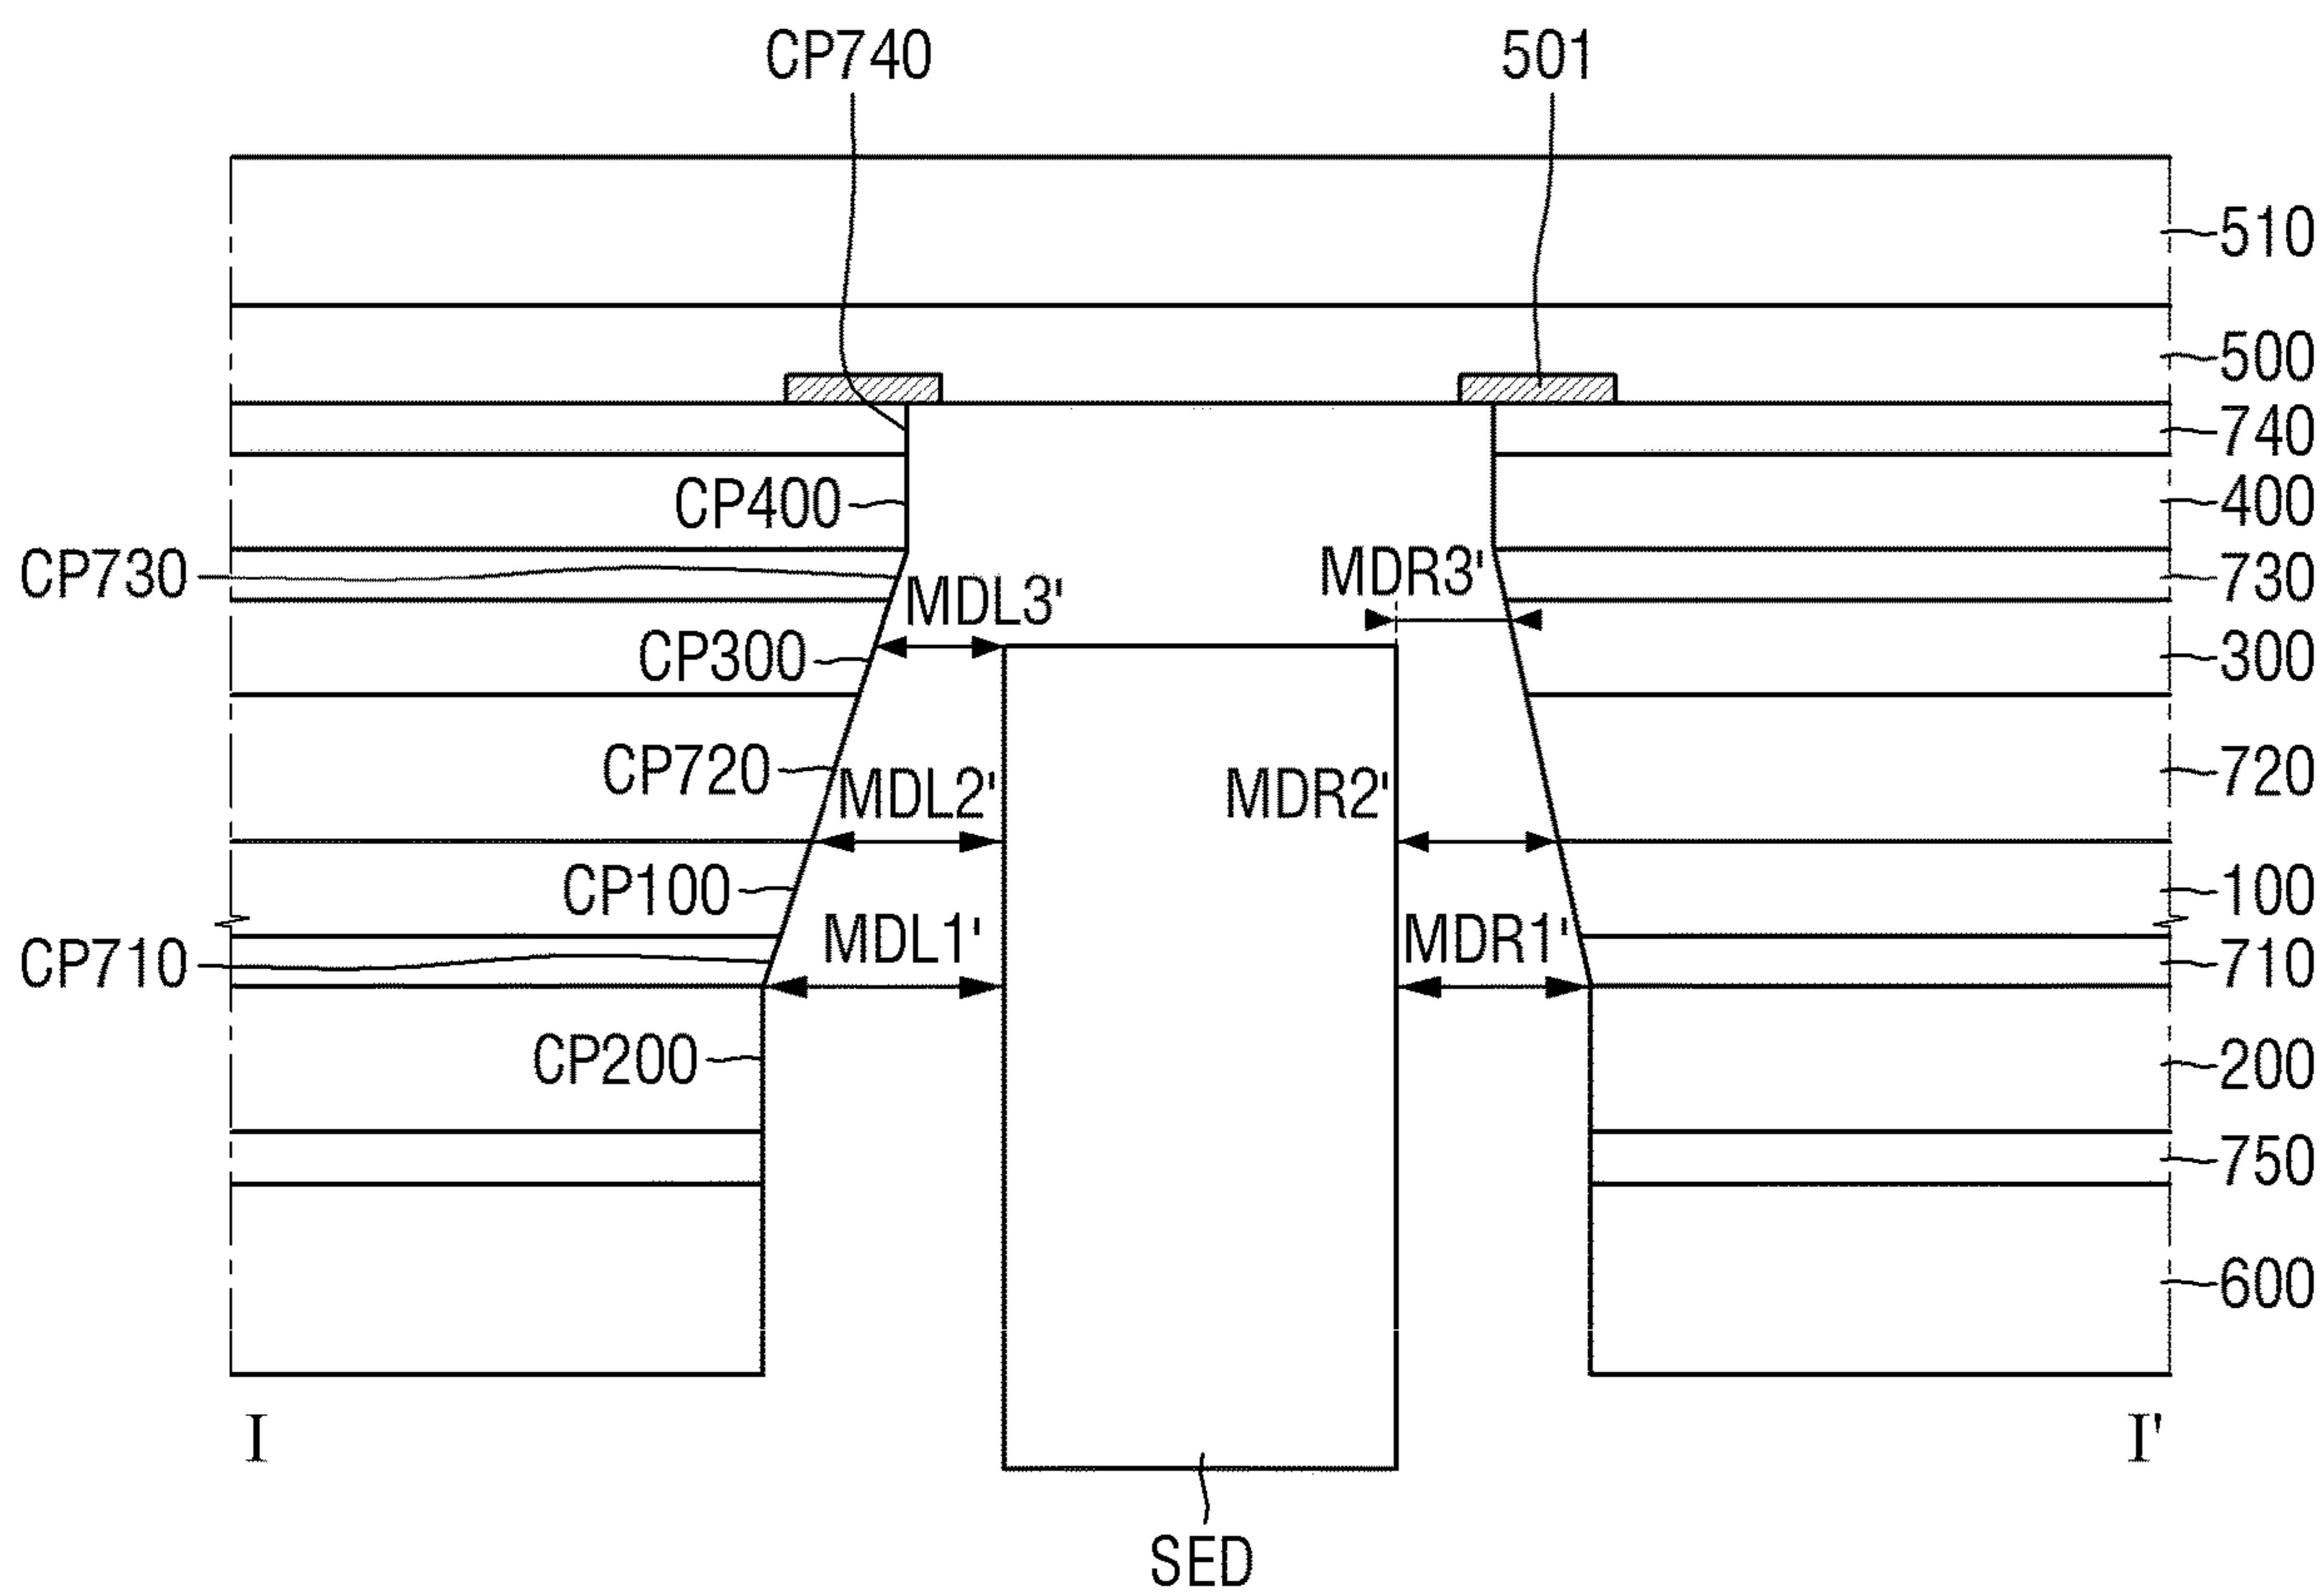 CP740 501
510
500
740
CP400 400
CP730 MDL3' MDR3' 730
CP300 300
CP720 MDL2' MDR2' 720
CP100 100
CP710 MDL1' MDR1' 710
CP200 200
750
600
I I'
SED